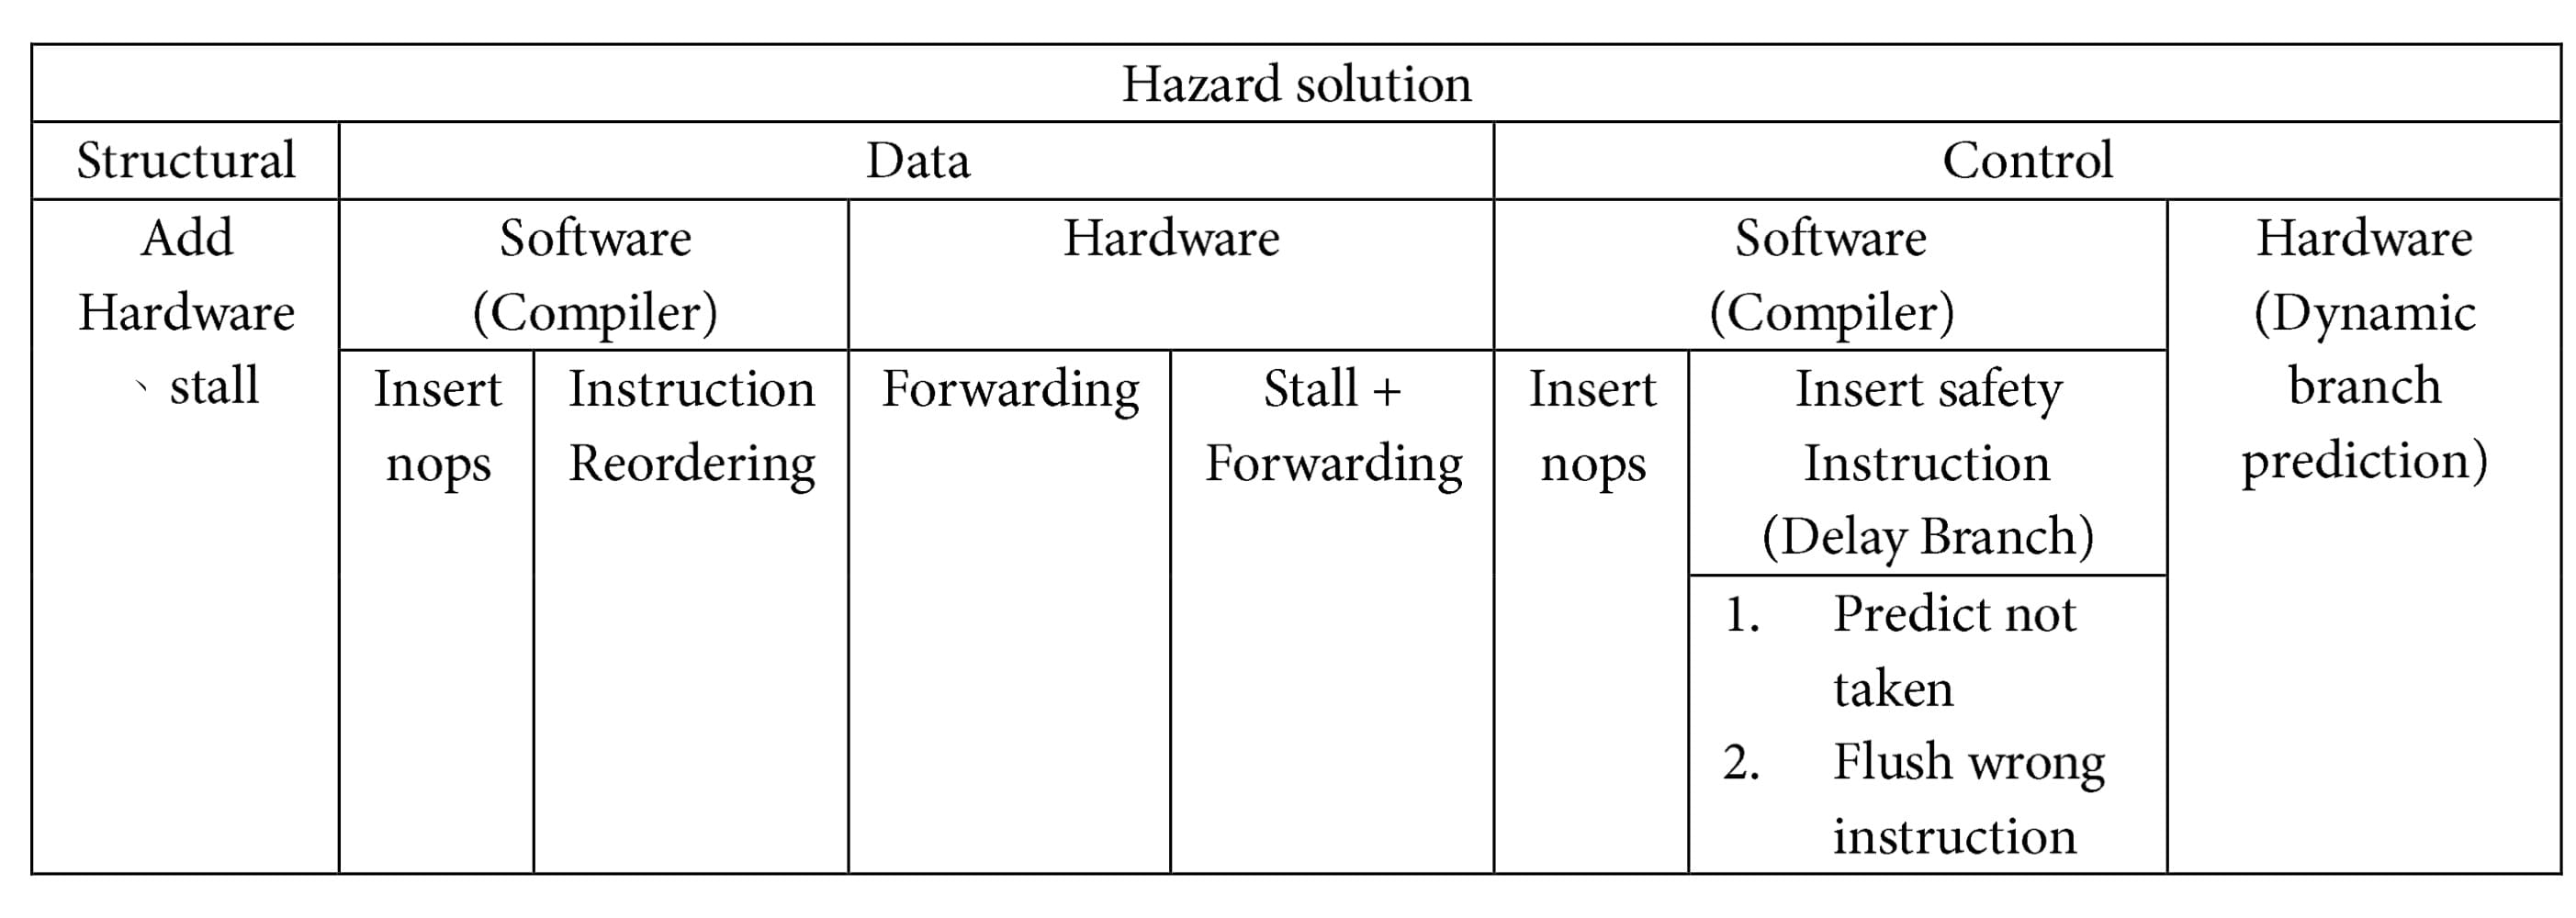 Hazard solution
Structural
Data
Control
Add
Hardware
、stall
Software
(Compiler)
Hardware
Software
(Compiler)
Hardware
(Dynamic
branch
prediction)
Insert
nops
Instruction
Reordering
Forwarding
Stall +
Forwarding
Insert
nops
Insert safety
Instruction
(Delay Branch)
1. Predict not
taken
2. Flush wrong
instruction